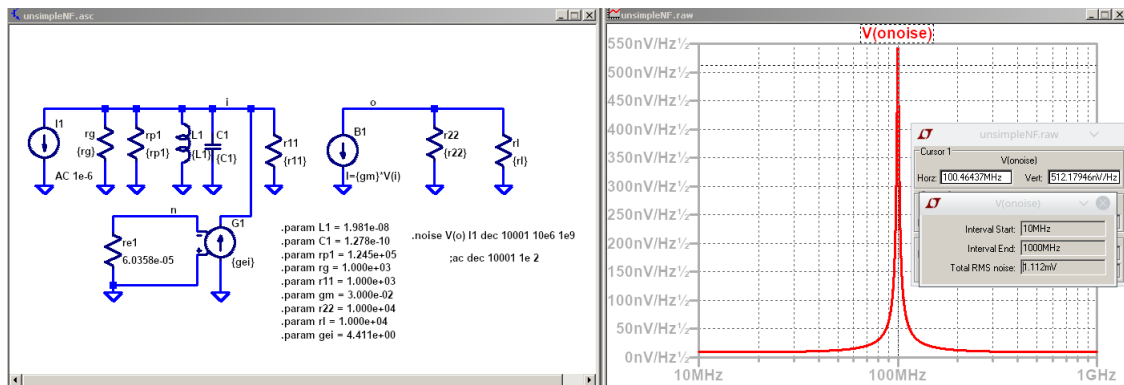 unsimpleNF.asc
i
o
I1
rg
{rg}
rp1
{rp1}
L1
{L1}
C1
{C1}
r11
{r11}
B1
I={gm}*V(i)
r22
{r22}
rl
{rl}
AC 1e-6
n
G1
{gei}
re1
6.0358e-05
.param L1 = 1.981e-08
.param C1 = 1.278e-10
.param rp1 = 1.245e+05
.param rg = 1.000e+03
.param r11 = 1.000e+03
.param gm = 3.000e-02
.param r22 = 1.000e+04
.param rl = 1.000e+04
.param gei = 4.411e+00
.noise V(o) I1 dec 10001 10e6 1e9
;ac dec 10001 1e 2
unsimpleNF.raw
V(onoise)
550nV/Hz½
500nV/Hz½
450nV/Hz½
400nV/Hz½
350nV/Hz½
300nV/Hz½
250nV/Hz½
200nV/Hz½
150nV/Hz½
100nV/Hz½
50nV/Hz½
0nV/Hz½
10MHz
100MHz
1GHz
unsimpleNF.raw
Cursor 1
V(onoise)
Horz: 100.46437MHz Vert: 512.17946nV/Hz
V(onoise)
Interval Start: 10MHz
Interval End: 1000MHz
Total RMS noise: 1.112mV